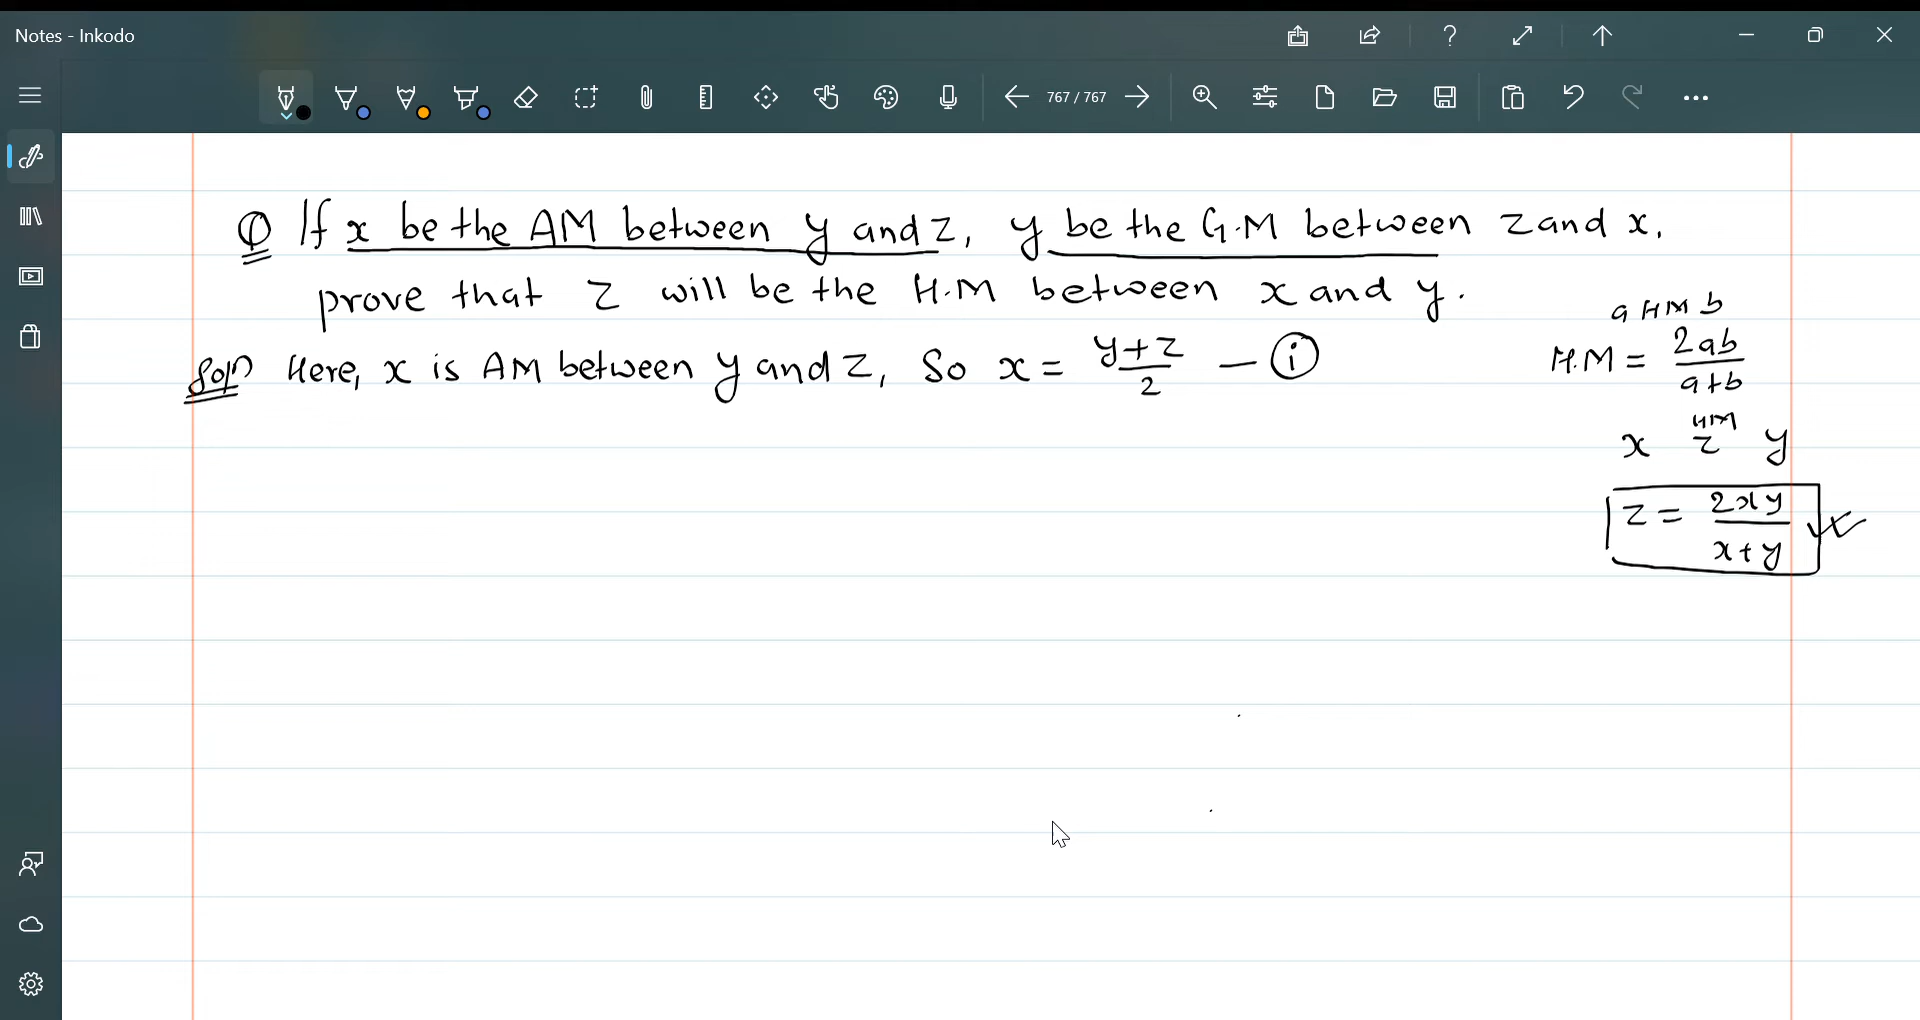 Notes - Inkodo
767 / 767
Q If x be the AM between y and z, y be the G.M between z and x.
prove that z will be the H.M between x and y.
a HM b
H.M = 2ab/a+b
Solⁿ Here, x is AM between y and z, So x = y+z/2 — (i)
HM
x z y
z = 2xy/x+y